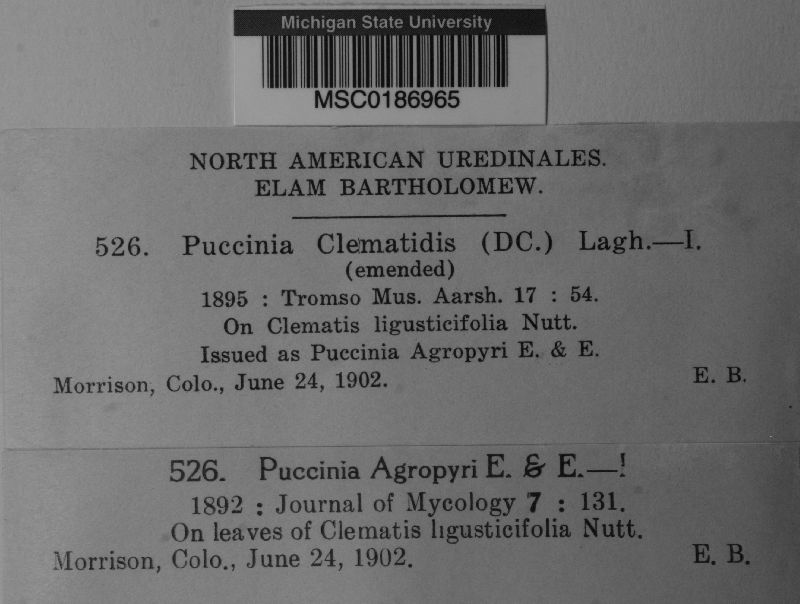 Michigan State University
MSC0186965
NORTH AMERICAN UREDINALES.
ELAM BARTHOLOMEW.
526. Puccinia Clematidis (DC.) Lagh.—I.
(emended)
1895 : Tromso Mus. Aarsh. 17 : 54.
On Clematis ligusticifolia Nutt.
Issued as Puccinia Agropyri E. & E.
Morrison, Colo., June 24, 1902. E. B.
526. Puccinia Agropyri E. & E.—I
1892 : Journal of Mycology 7 : 131.
On leaves of Clematis ligusticifolia Nutt.
Morrison, Colo., June 24, 1902. E. B.